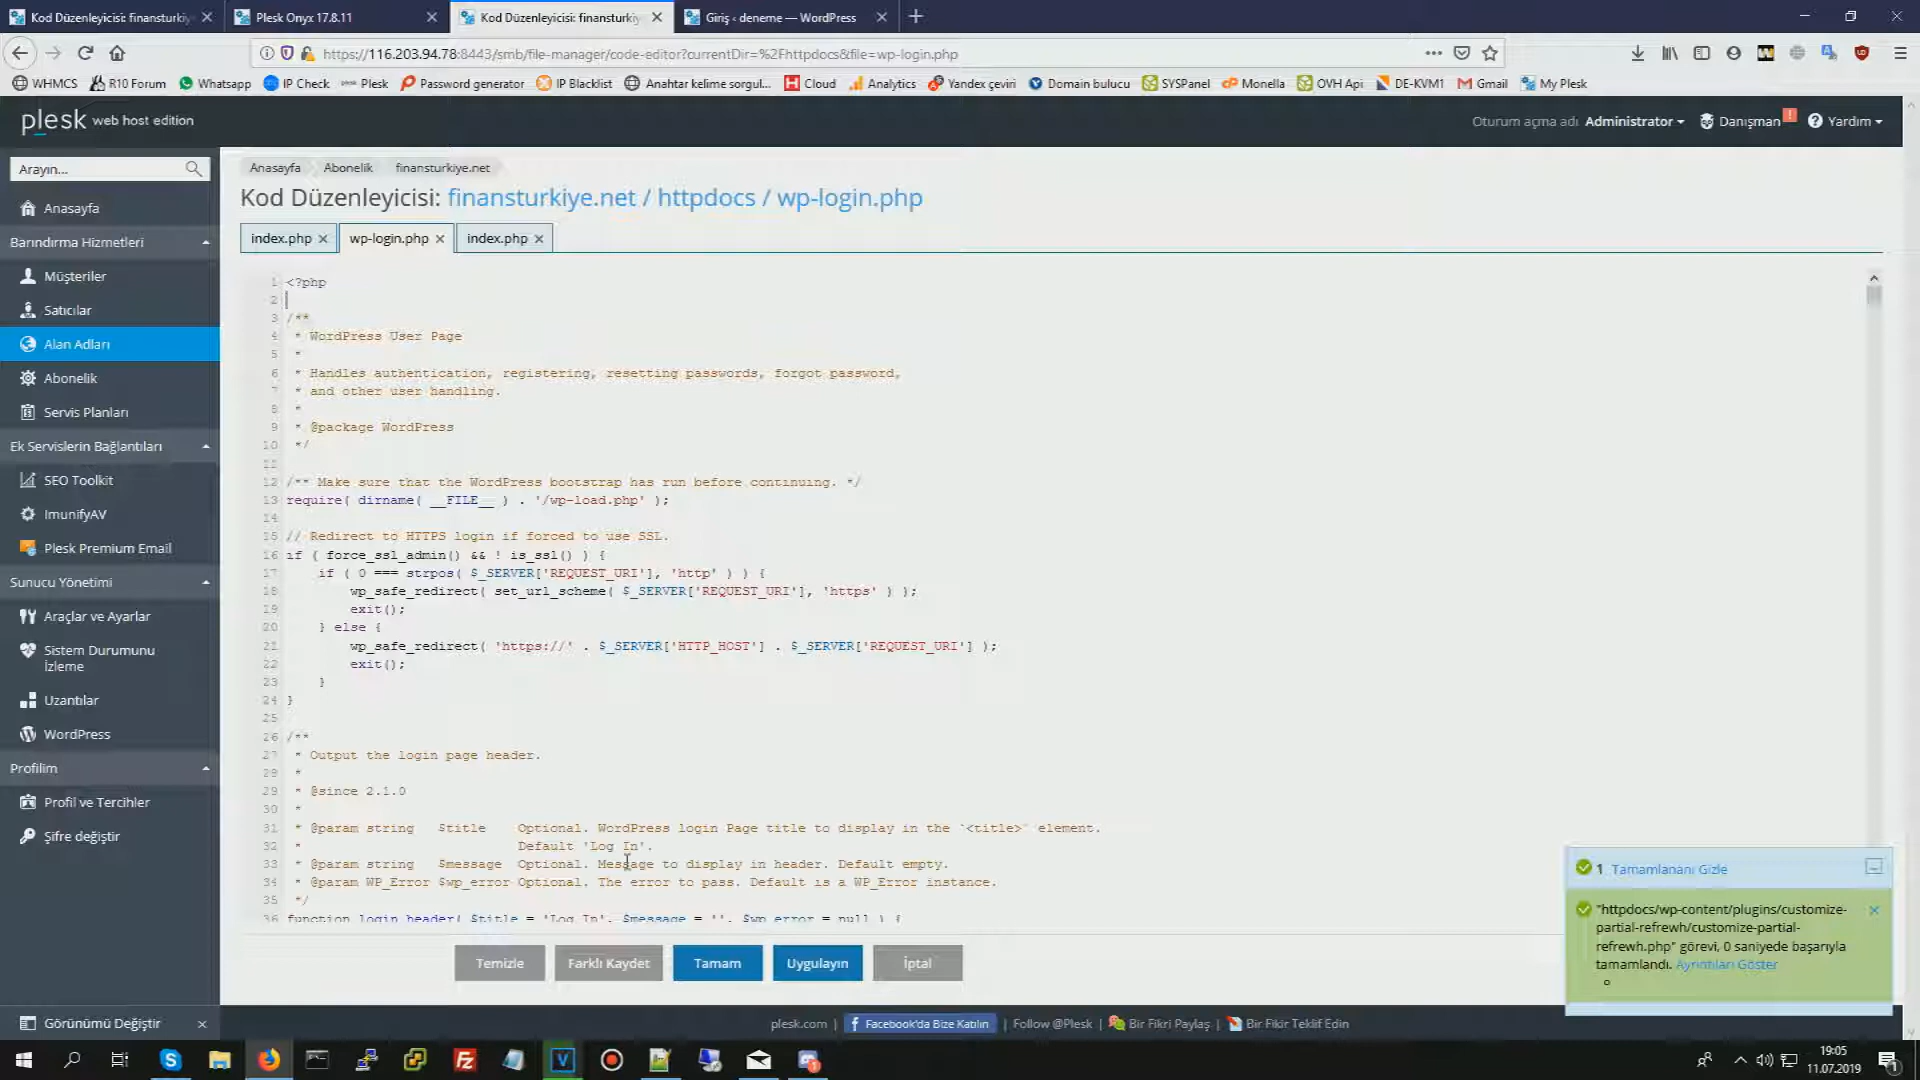 Kod Düzenleyicisi: finansturkiy
Plesk Onyx 17.8.11
Kod Düzenleyicisi: finansturkiy
Giriş ‹ deneme — WordPress
https://116.203.94.78:8443/smb/file-manager/code-editor?currentDir=%2Fhttpdocs&file=wp-login.php
WHMCS
R10 Forum
Whatsapp
IP Check
Plesk
Password generator
IP Blacklist
Anahtar kelime sorgul...
Cloud
Analytics
Yandex çeviri
Domain bulucu
SYSPanel
Monella
OVH Api
DE-KVM1
Gmail
My Plesk
plesk web host edition
Oturum açma adı Administrator
Danışman
Yardım
Arayın...
Anasayfa
Barındırma Hizmetleri
Müşteriler
Satıcılar
Alan Adları
Abonelik
Servis Planları
Ek Servislerin Bağlantıları
SEO Toolkit
ImunifyAV
Plesk Premium Email
Sunucu Yönetimi
Araçlar ve Ayarlar
Sistem Durumunu
İzleme
Uzantılar
WordPress
Profilim
Profil ve Tercihler
Şifre değiştir
Görünümü Değiştir
Anasayfa
Abonelik
finansturkiye.net
Kod Düzenleyicisi: finansturkiye.net / httpdocs / wp-login.php
index.php
wp-login.php
index.php
1 <?php
2
3 /**
4 * WordPress User Page
5 *
6 * Handles authentication, registering, resetting passwords, forgot password,
7 * and other user handling.
8 *
9 * @package WordPress
10 */
11
12 /** Make sure that the WordPress bootstrap has run before continuing. */
13 require( dirname( __FILE__ ) . '/wp-load.php' );
14
15 // Redirect to HTTPS login if forced to use SSL.
16 if ( force_ssl_admin() && ! is_ssl() ) {
17 if ( 0 === strpos( $_SERVER['REQUEST_URI'], 'http' ) ) {
18 wp_safe_redirect( set_url_scheme( $_SERVER['REQUEST_URI'], 'https' ) );
19 exit();
20 } else {
21 wp_safe_redirect( 'https://' . $_SERVER['HTTP_HOST'] . $_SERVER['REQUEST_URI'] );
22 exit();
23 }
24 }
25
26 /**
27 * Output the login page header.
28 *
29 * @since 2.1.0
30 *
31 * @param string $title Optional. WordPress login Page title to display in the `<title>` element.
32 * Default 'Log In'.
33 * @param string $message Optional. Message to display in header. Default empty.
34 * @param WP_Error $wp_error Optional. The error to pass. Default is a WP_Error instance.
35 */
36 function login_header( $title = 'Log In', $message = '', $wp_error = null ) {
Temizle
Farklı Kaydet
Tamam
Uygulayın
İptal
1 Tamamlananı Gizle
"httpdocs/wp-content/plugins/customize-
partial-refrewh/customize-partial-
refrewh.php" görevi, 0 saniyede başarıyla
tamamlandı. Ayrıntıları Göster
plesk.com
Facebook'da Bize Katılın
Follow @Plesk
Bir Fikri Paylaş
Bir Fikir Teklif Edin
19:05
11.07.2019